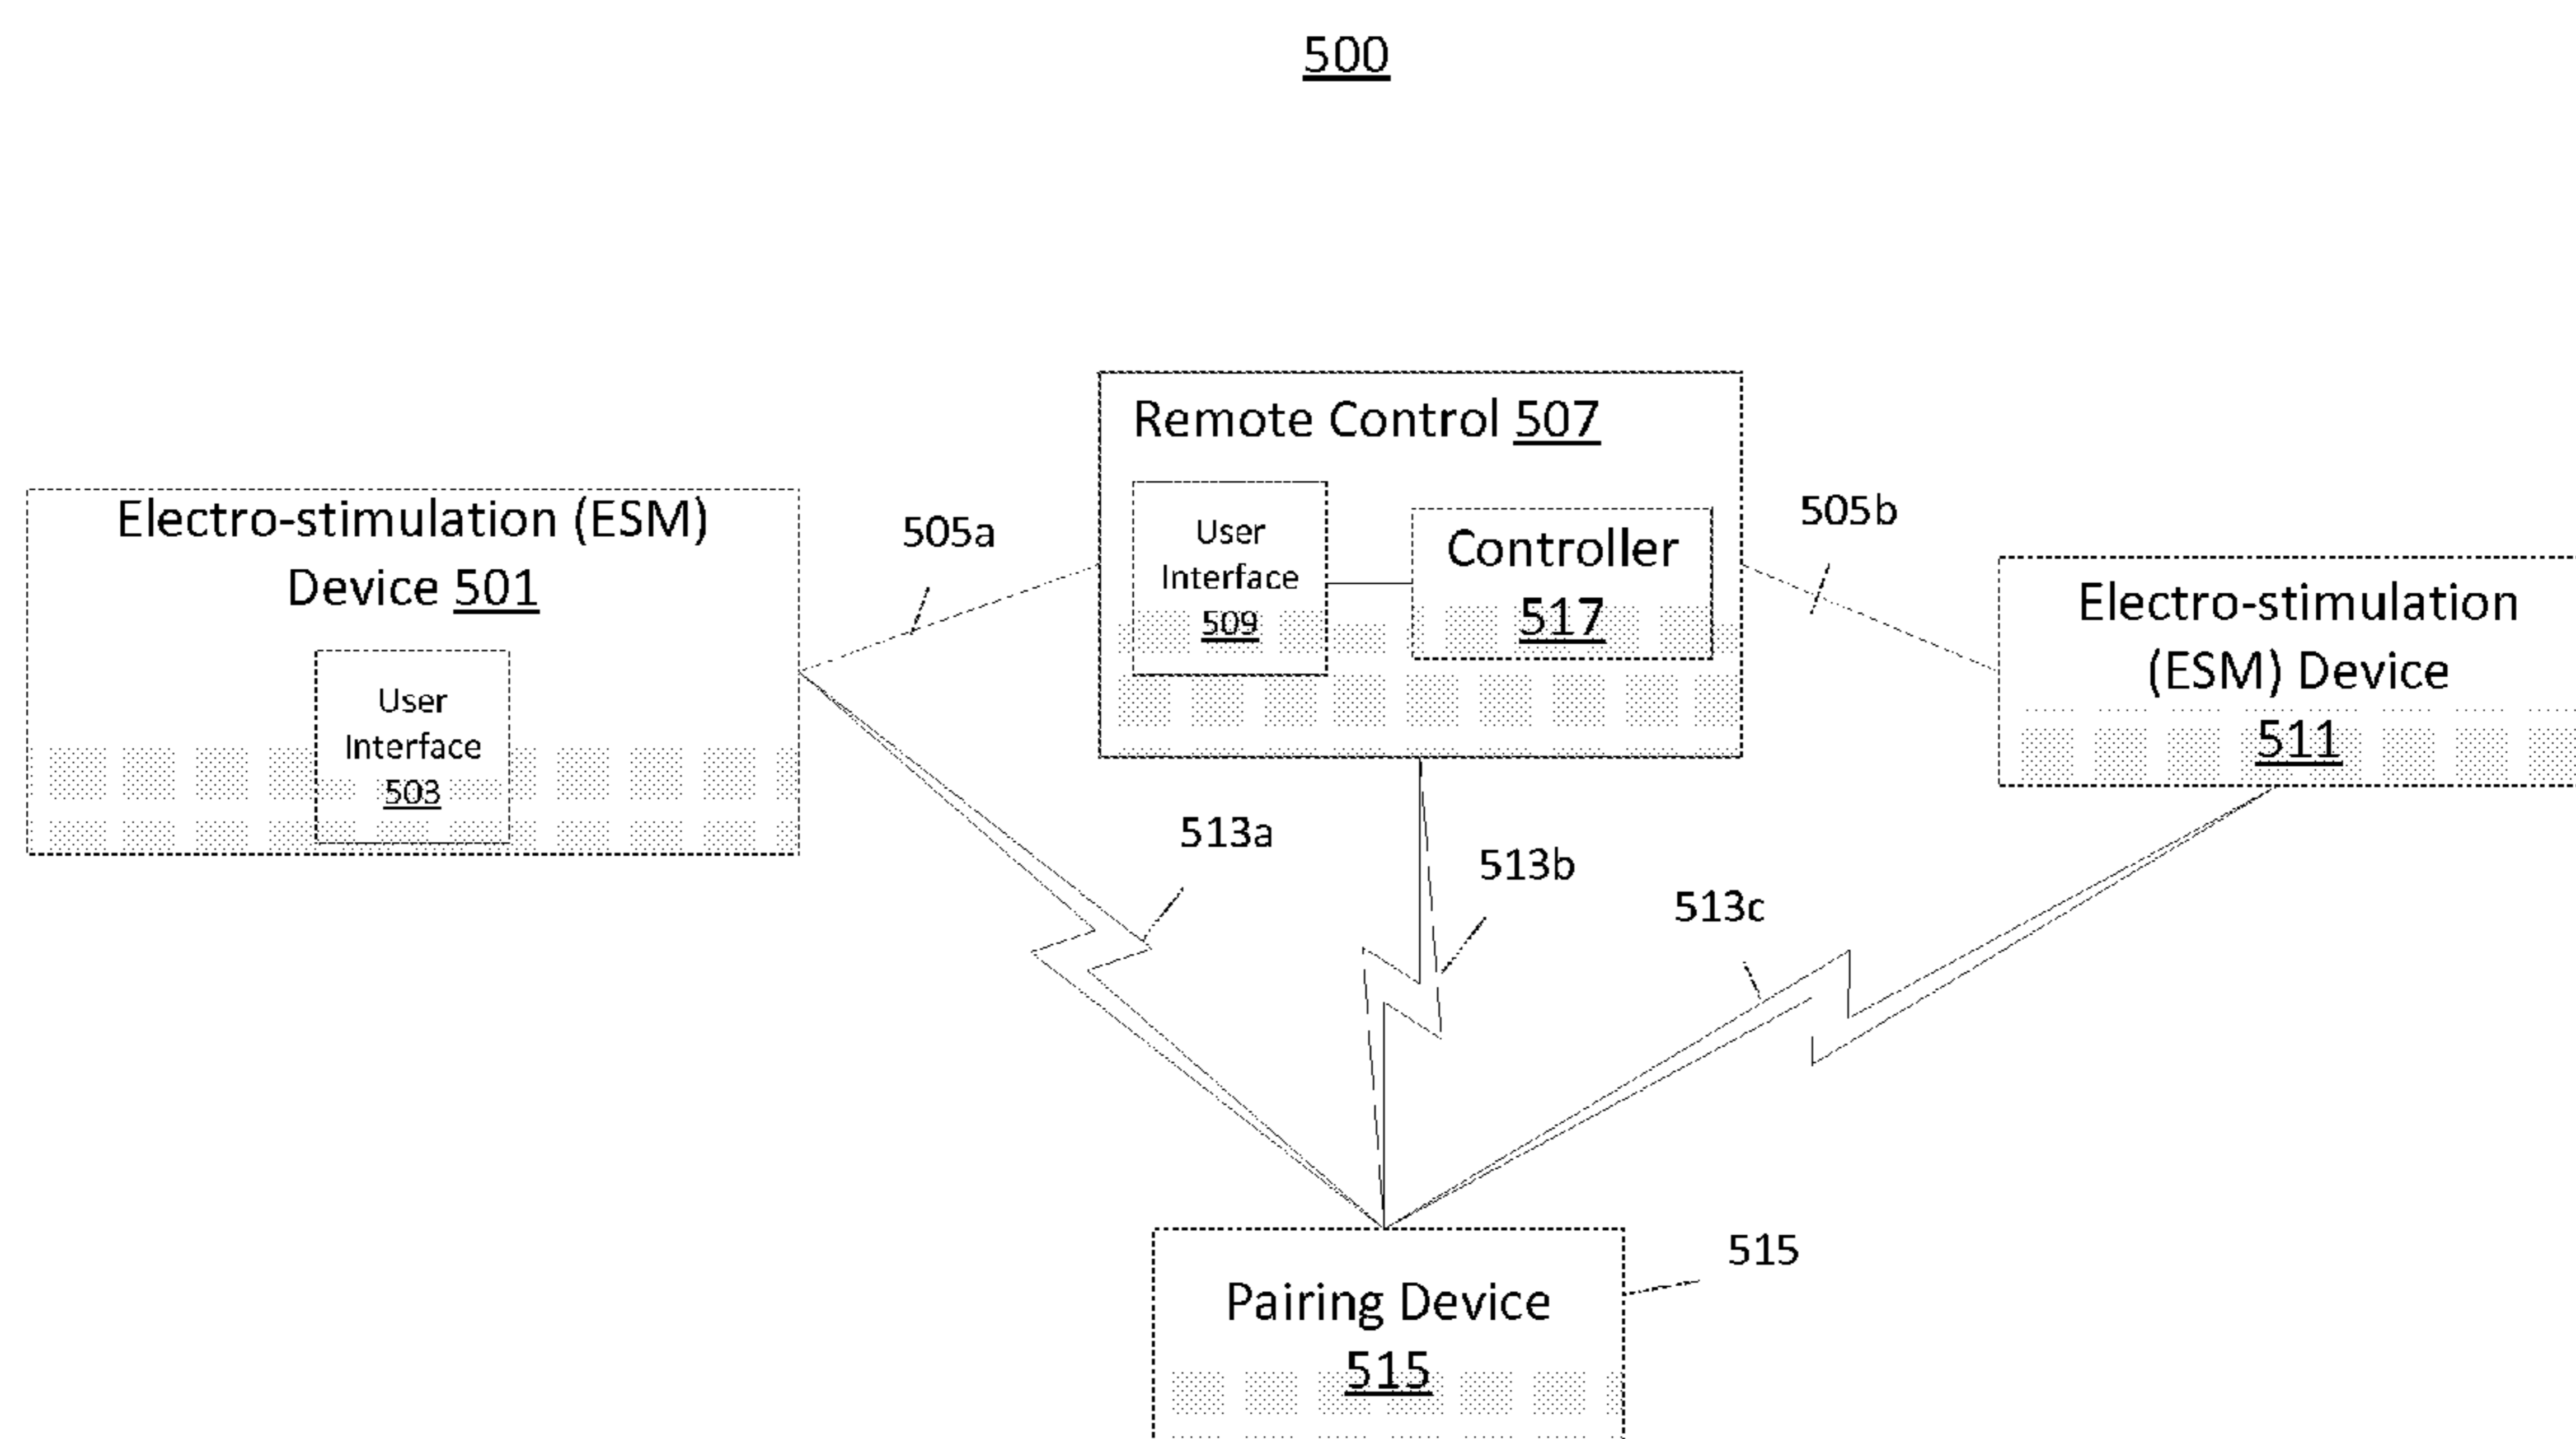 500
Remote Control 507
Electro-stimulation (ESM)
Device 501
User
Interface
503
505a
User
Interface
509
Controller
517
505b
Electro-stimulation
(ESM) Device
511
513a
513b
513c
515
Pairing Device
515